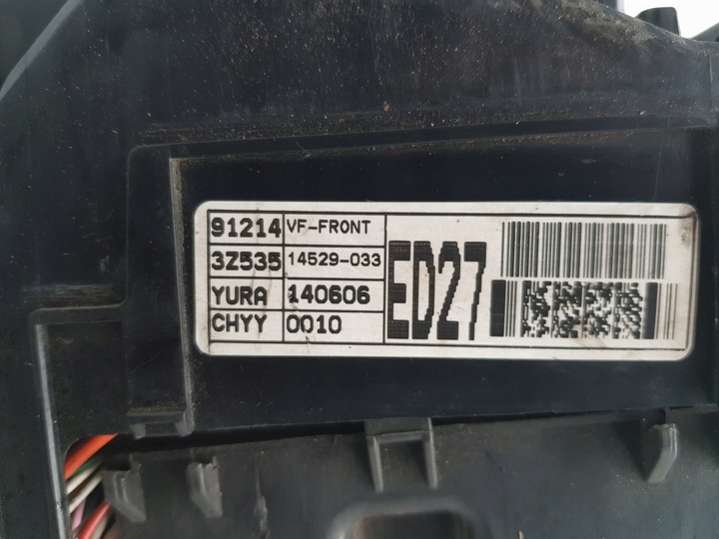 91214 VF-FRONT
3Z535 14529-033
YURA 140606
CHYY 0010
ED27